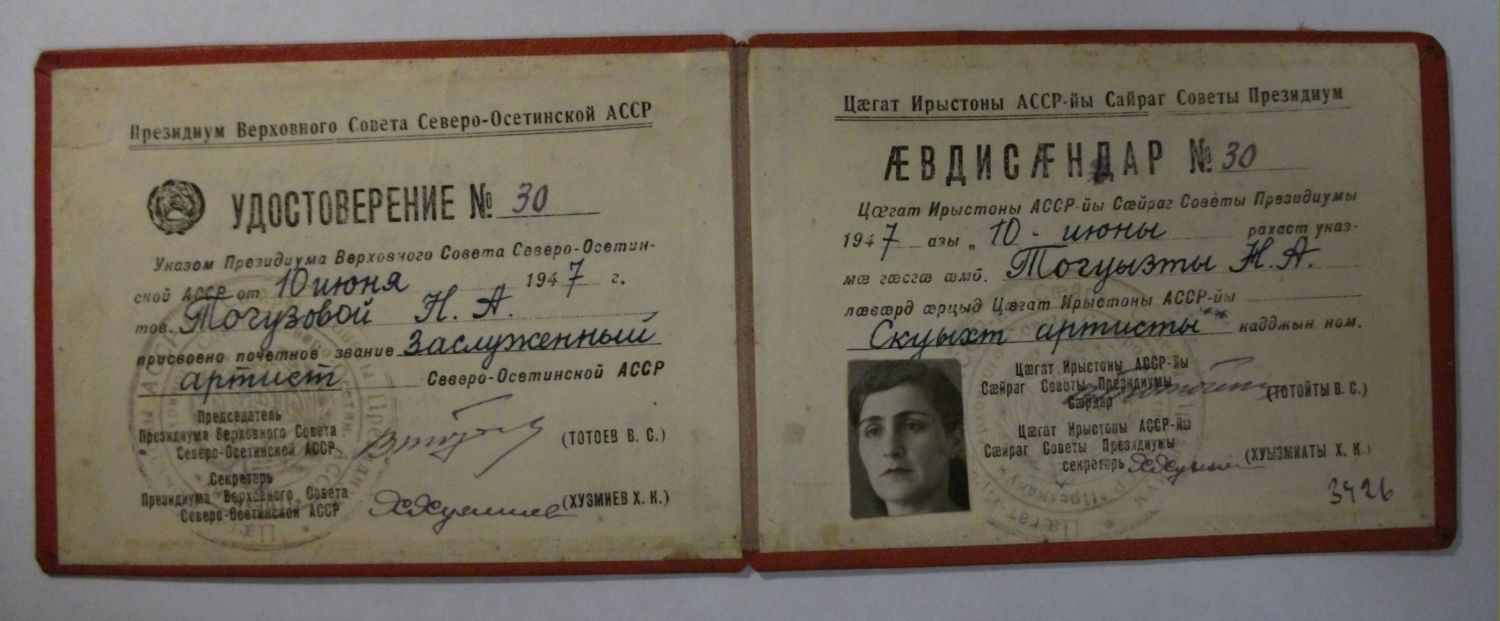 Президиум Верховного Совета Северо-Осетинской АССР
УДОСТОВЕРЕНИЕ № 30
Указом Президиума Верховного Совета Северо-Осетин-
ской АССР от 10 июня 1947 г.
тов. Тогузовой Н. А.
присвоено почетное звание Заслуженный
артист Северо-Осетинской АССР
Председатель
Президиума Верховного Совета
Северо-Осетинской АССР
(ТОТОЕВ В. С.)
Секретарь
Президиума Верховного Совета
Северо-Осетинской АССР
(ХУЗМИЕВ Х. К.)
Цæгат Ирыстоны АССР-йы Сайраг Советы Президиум
ÆВДИСÆНДАР № 30
Цæгат Ирыстоны АССР-йы Сæйраг Советы Президиумы
1947 азы „ 10 - июны рахаст указ-
мæ гæсгæ æмб. Тогуызты Н. А.
лæвæрд æрцыд Цæгат Ирыстоны АССР-йы
Скуыхт артисты кадджын ном.
Цæгат Ирыстоны АССР-йы
Сæйраг Советы Президиумы
Сæрдар
(ТОТОЙТЫ В. С.)
Цæгат Ирыстоны АССР-йы
Сæйраг Советы Президиумы
секретарь
(ХУЫЗМИАТЫ Х. К.)
3426